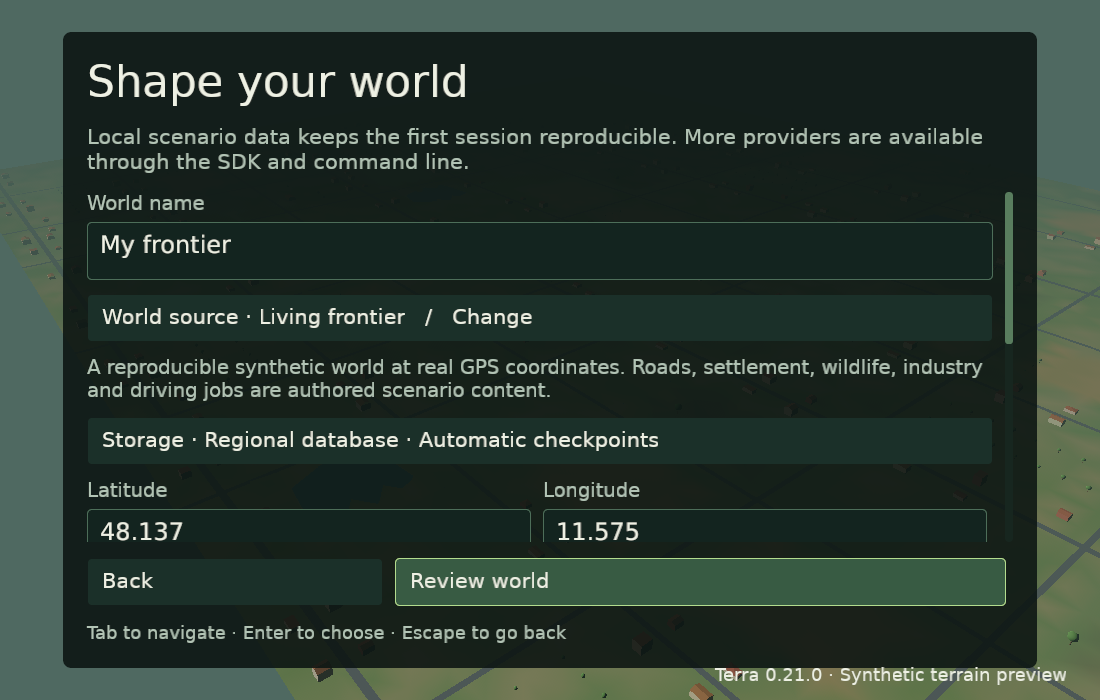 Shape your world
Local scenario data keeps the first session reproducible. More providers are available
through the SDK and command line.
World name
My frontier
World source · Living frontier / Change
A reproducible synthetic world at real GPS coordinates. Roads, settlement, wildlife, industry
and driving jobs are authored scenario content.
Storage · Regional database · Automatic checkpoints
Latitude Longitude
48.137 11.575
Back Review world
Tab to navigate · Enter to choose · Escape to go back
Terra 0.21.0 · Synthetic terrain preview